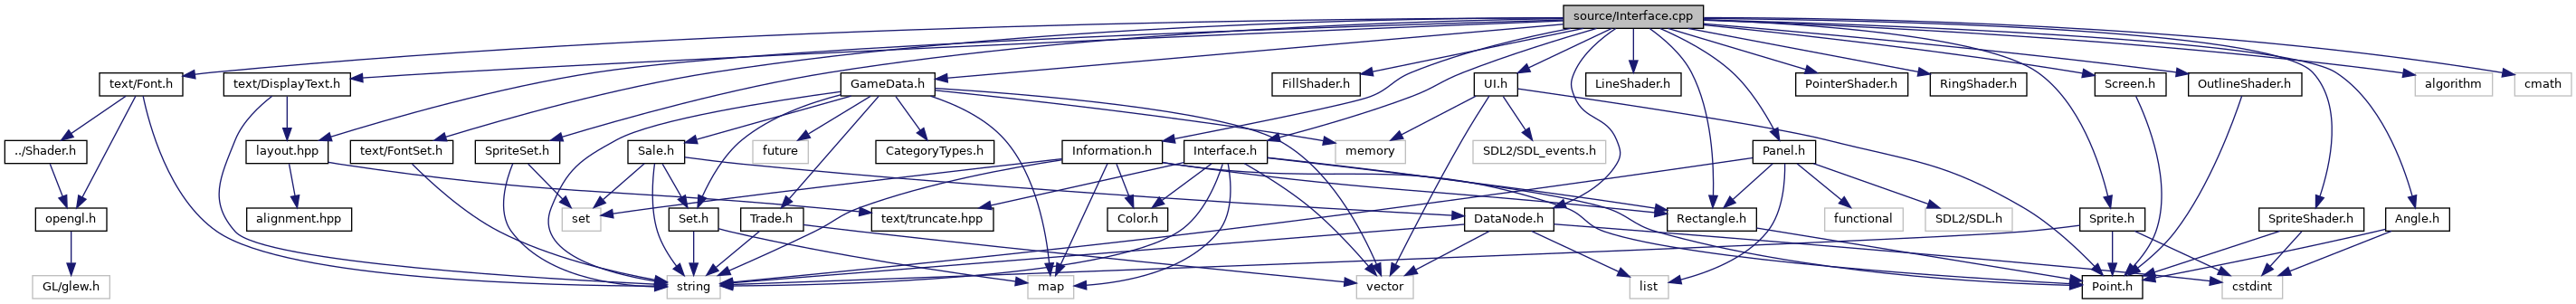 source/Interface.cpp
text/Font.h
text/DisplayText.h
GameData.h
FillShader.h
UI.h
LineShader.h
PointerShader.h
RingShader.h
Screen.h
OutlineShader.h
algorithm
cmath
../Shader.h
layout.hpp
text/FontSet.h
SpriteSet.h
Sale.h
future
CategoryTypes.h
Information.h
Interface.h
memory
SDL2/SDL_events.h
Panel.h
opengl.h
alignment.hpp
set
Set.h
Trade.h
text/truncate.hpp
Color.h
DataNode.h
Rectangle.h
functional
SDL2/SDL.h
Sprite.h
SpriteShader.h
Angle.h
GL/glew.h
string
map
vector
list
Point.h
cstdint